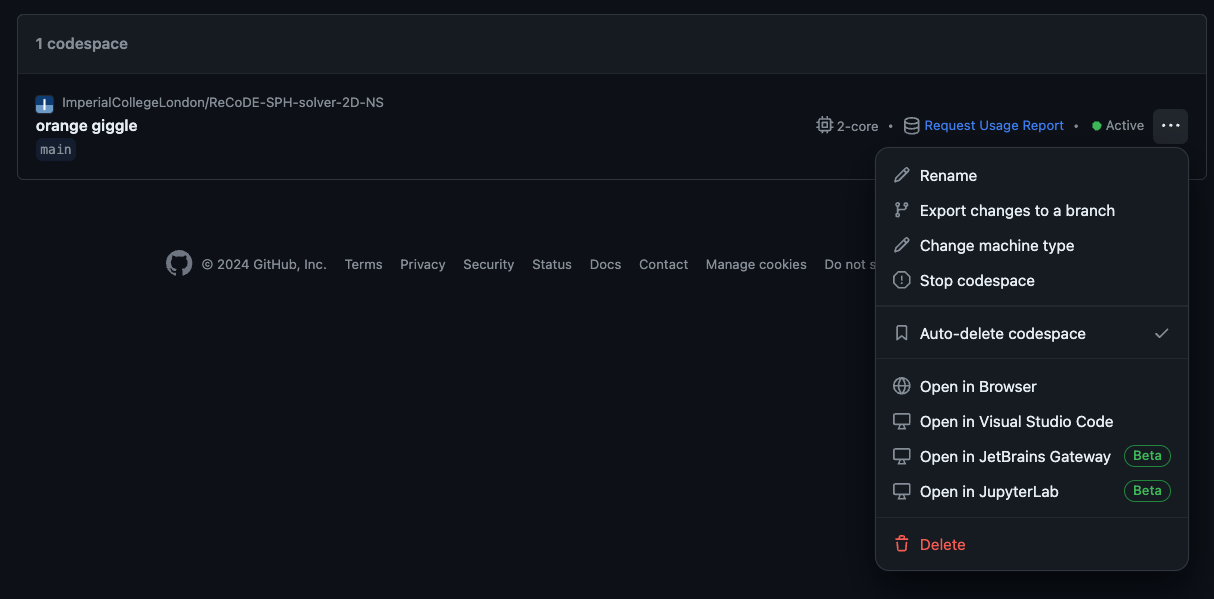 1 codespace
ImperialCollegeLondon/ReCoDE-SPH-solver-2D-NS
orange giggle
main
2-core • Request Usage Report • Active
Rename
Export changes to a branch
Change machine type
Stop codespace
Auto-delete codespace
Open in Browser
Open in Visual Studio Code
Open in JetBrains Gateway Beta
Open in JupyterLab Beta
Delete
© 2024 GitHub, Inc. Terms Privacy Security Status Docs Contact Manage cookies Do not